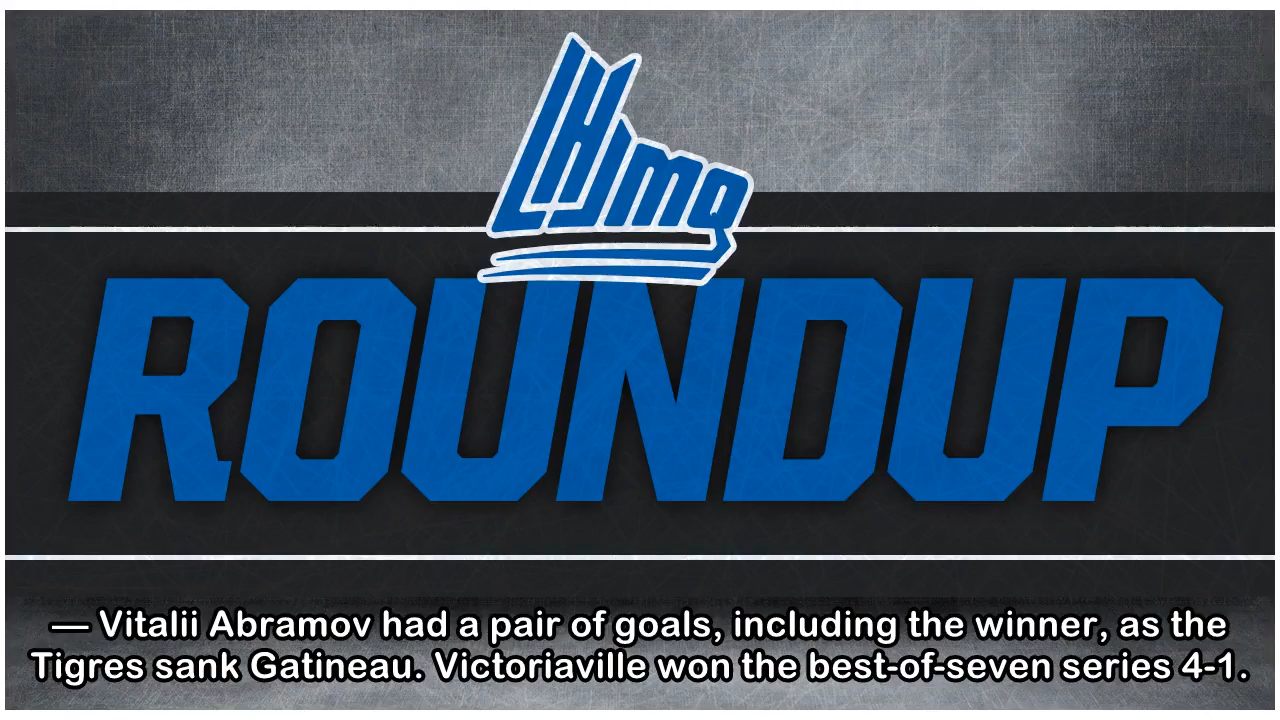 LHJmq
ROUNDUP
— Vitalii Abramov had a pair of goals, including the winner, as the
Tigres sank Gatineau. Victoriaville won the best-of-seven series 4-1.